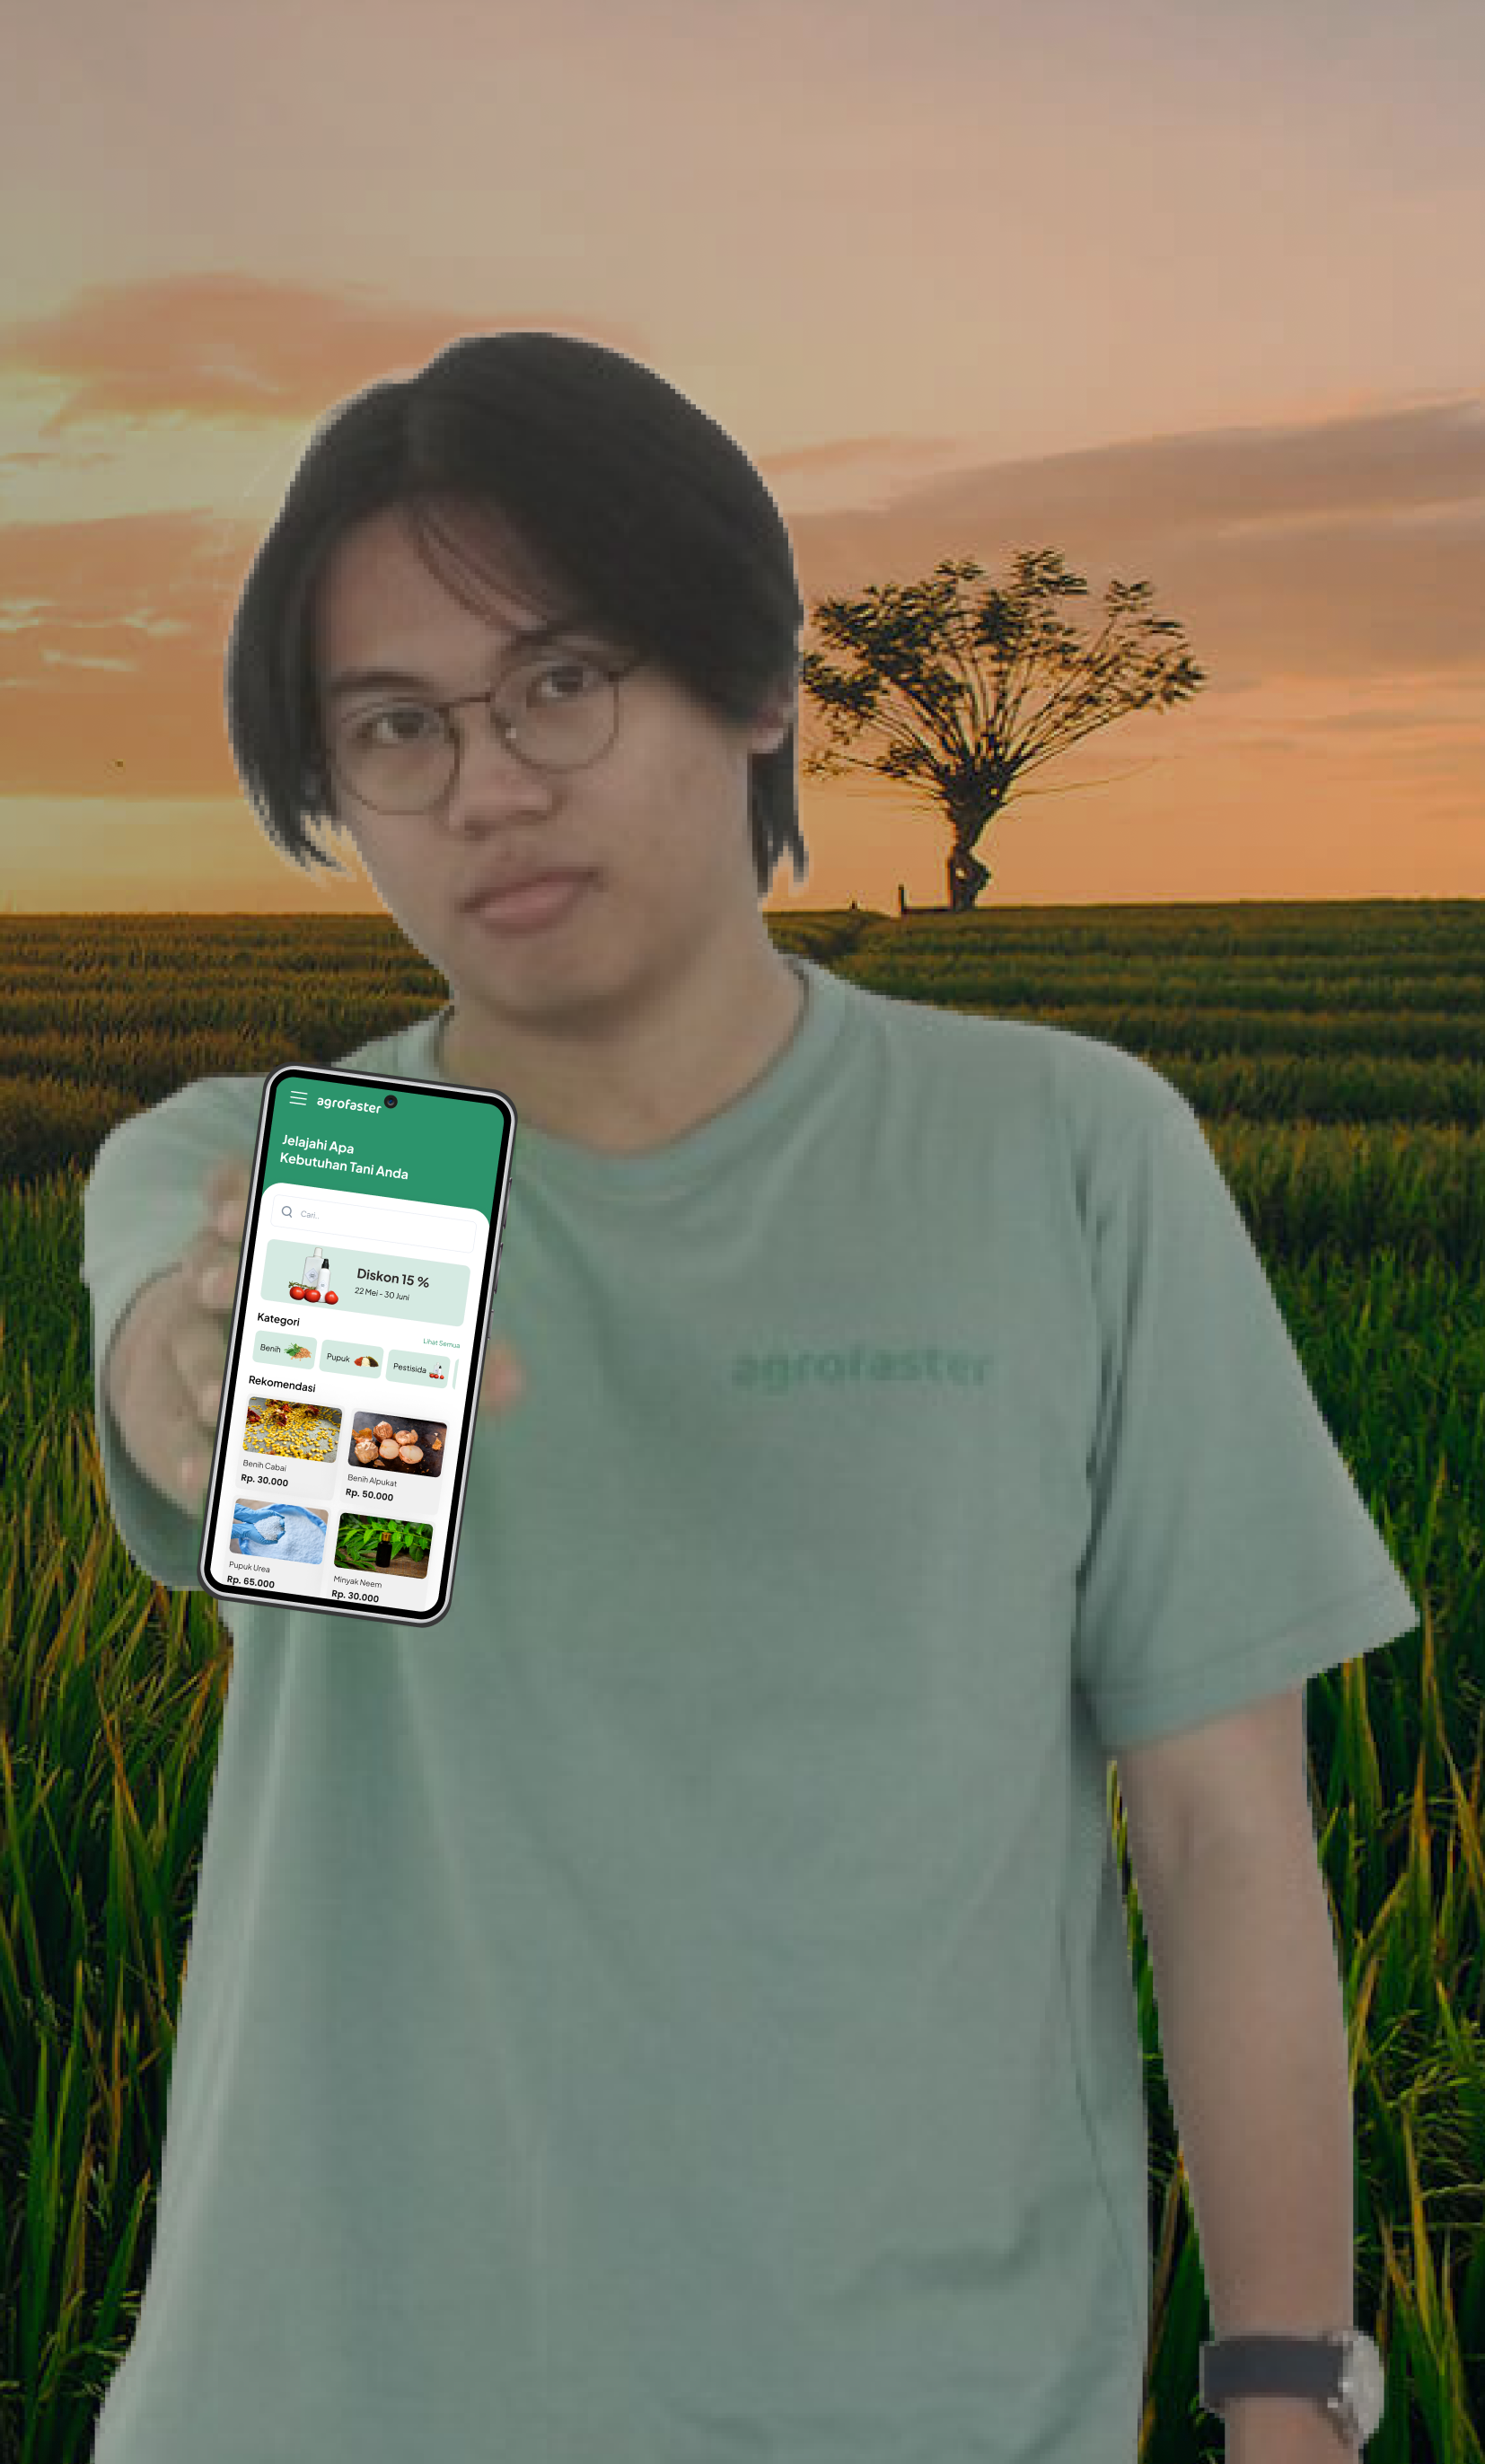 agrofaster
Jelajahi Apa
Kebutuhan Tani Anda
Cari...
Diskon 15 %
22 Mei - 30 Juni
Kategori
Lihat Semua
Benih
Pupuk
Pestisida
Rekomendasi
Benih Cabai
Rp. 30.000
Benih Alpukat
Rp. 50.000
Pupuk Urea
Rp. 65.000
Minyak Neem
Rp. 30.000
agrofaster